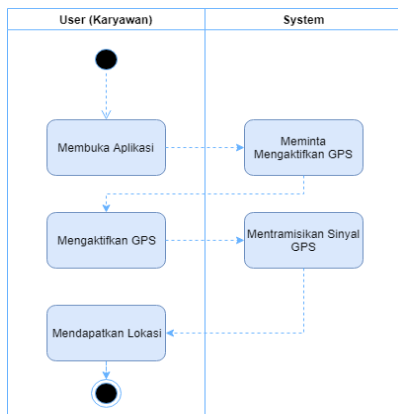 User (Karyawan)
System
Membuka Aplikasi
Meminta
Mengaktifkan GPS
Mengaktifkan GPS
Mentramisikan Sinyal
GPS
Mendapatkan Lokasi